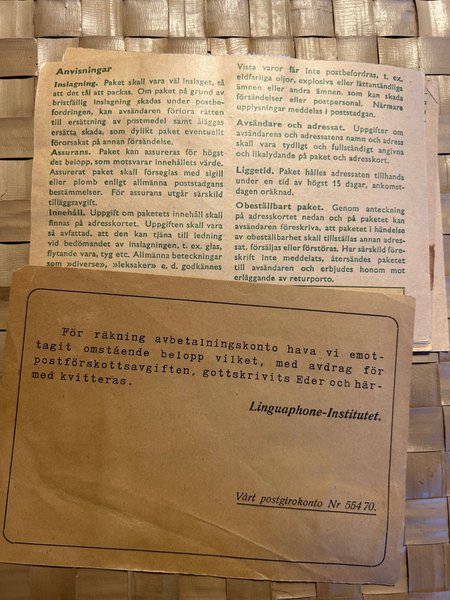 Anvisningar
Inslagning. Paket skall vara väl inslaget, så
att det tål att packas. Om paket på grund av
bristfällig inslagning skadas under postbe-
fordringen, kan avsändaren förlora rätten
till ersättning av postmedel samt åläggas
ersätta skada, som dylikt paket eventuellt
förorsakat på annan försändelse.
Assurans. Paket kan assureras för högst
det belopp, som motsvarar innehållets värde.
Assurerat paket skall förseglas med sigill
eller plomb enligt allmänna poststadgans
bestämmelser. För assurans utgår särskild
tilläggsavgift.
Innehåll. Uppgift om paketets innehåll skall
finnas på adresskortet. Uppgiften skall vara
så avfattad, att den kan tjäna till ledning
vid bedömandet av inslagningen, t. ex. glas,
flytande vara, tyg etc. Allmänna beteckningar
som »diverse», »leksaker» e. d. godkännes
Vissa varor får inte postbefordras, t. ex.
eldfarliga oljor, explosiva eller lättantändliga
ämnen eller andra ämnen, som kan skada
försändelser eller postpersonal. Närmare
upplysningar meddelas i poststadgan.
Avsändare och adressat. Uppgifter om
avsändarens och adressatens namn och adress
skall vara tydligt och fullständigt angivna
och likalydande på paket och adresskort.
Liggetid. Paket hålles adressaten tillhanda
under en tid av högst 15 dagar, ankomst-
dagen oräknad.
Obeställbart paket. Genom anteckning
på adresskortet nedan och på paketet kan
avsändaren föreskriva, att paketet i händelse
av obeställbarhet skall tillställas annan adres-
sat, försäljas eller förstöras. Har särskild före-
skrift inte meddelats, återsändes paketet
till avsändaren och erbjudes honom mot
erläggande av returporto.
För räkning avbetalningskonto hava vi emot-
tagit omstående belopp vilket, med avdrag för
postförskottsavgiften, gottskrivits Eder och här-
med kvitteras.
Linguaphone-Institutet.
Vårt postgirokonto Nr 55470.